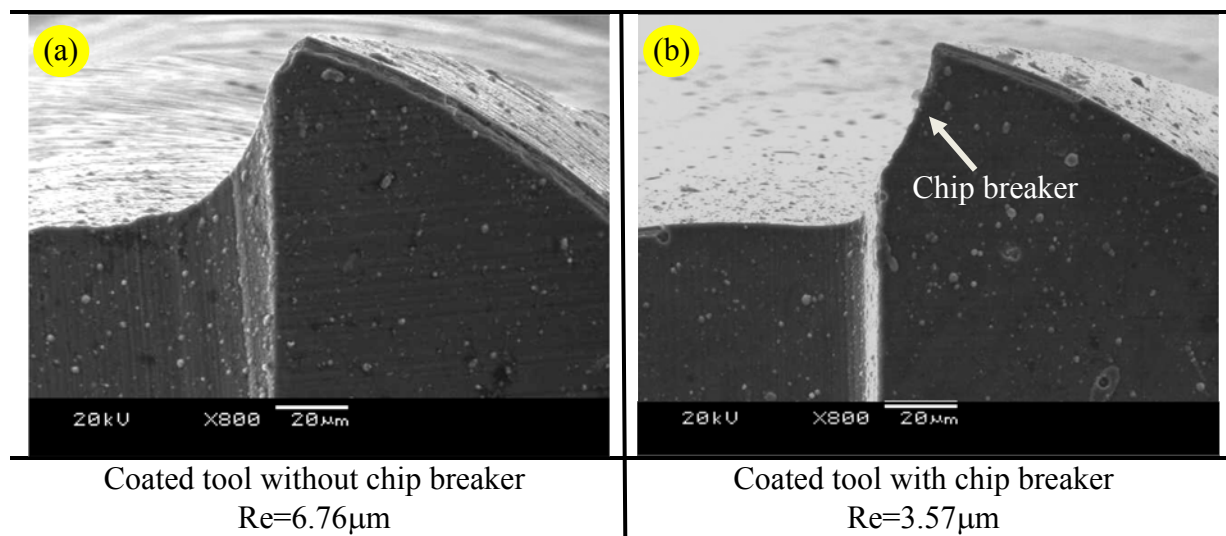 (a)
20kV X800 20μm
Coated tool without chip breaker
Re=6.76μm
(b)
Chip breaker
20kV X800 20μm
Coated tool with chip breaker
Re=3.57μm